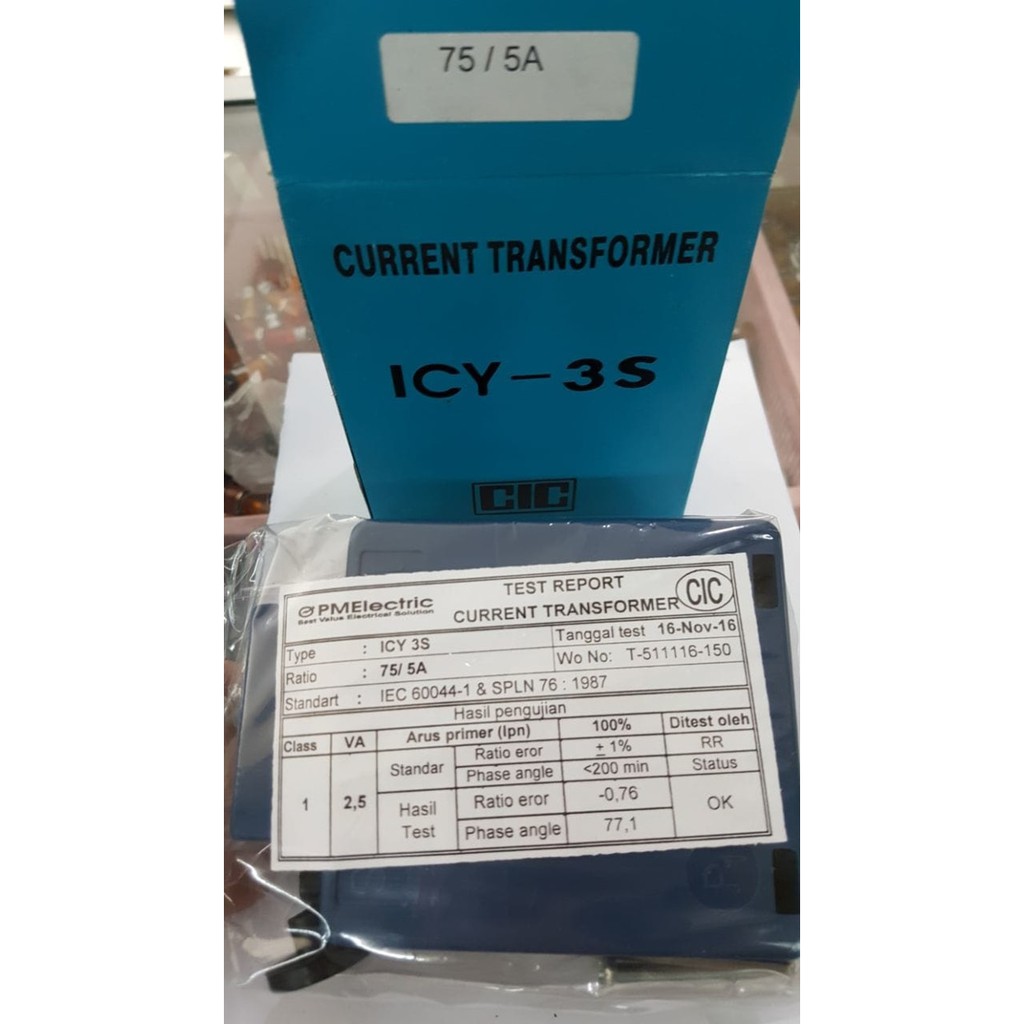 75 / 5A
CURRENT TRANSFORMER
ICY-3S
CIC
PMElectric
Best Value Electrical Solution
TEST REPORT
CURRENT TRANSFORMER
CIC
Type : ICY 3S
Tanggal test 16-Nov-16
Ratio : 75/ 5A
Wo No: T-511116-150
Standart : IEC 60044-1 & SPLN 76 : 1987
Hasil pengujian
Class VA Arus primer (Ipn) 100% Ditest oleh
1 2,5 Standar Ratio eror ± 1% RR
Phase angle <200 min Status
Hasil Test Ratio eror -0,76 OK
Phase angle 77,1